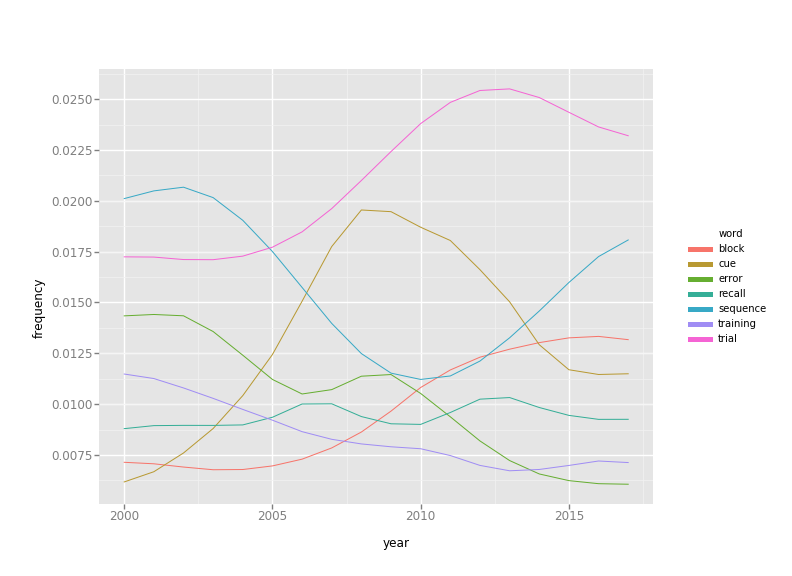 0.0250
0.0225
0.0200
0.0175
0.0150
0.0125
0.0100
0.0075
frequency
2000
2005
2010
2015
year
word
block
cue
error
recall
sequence
training
trial